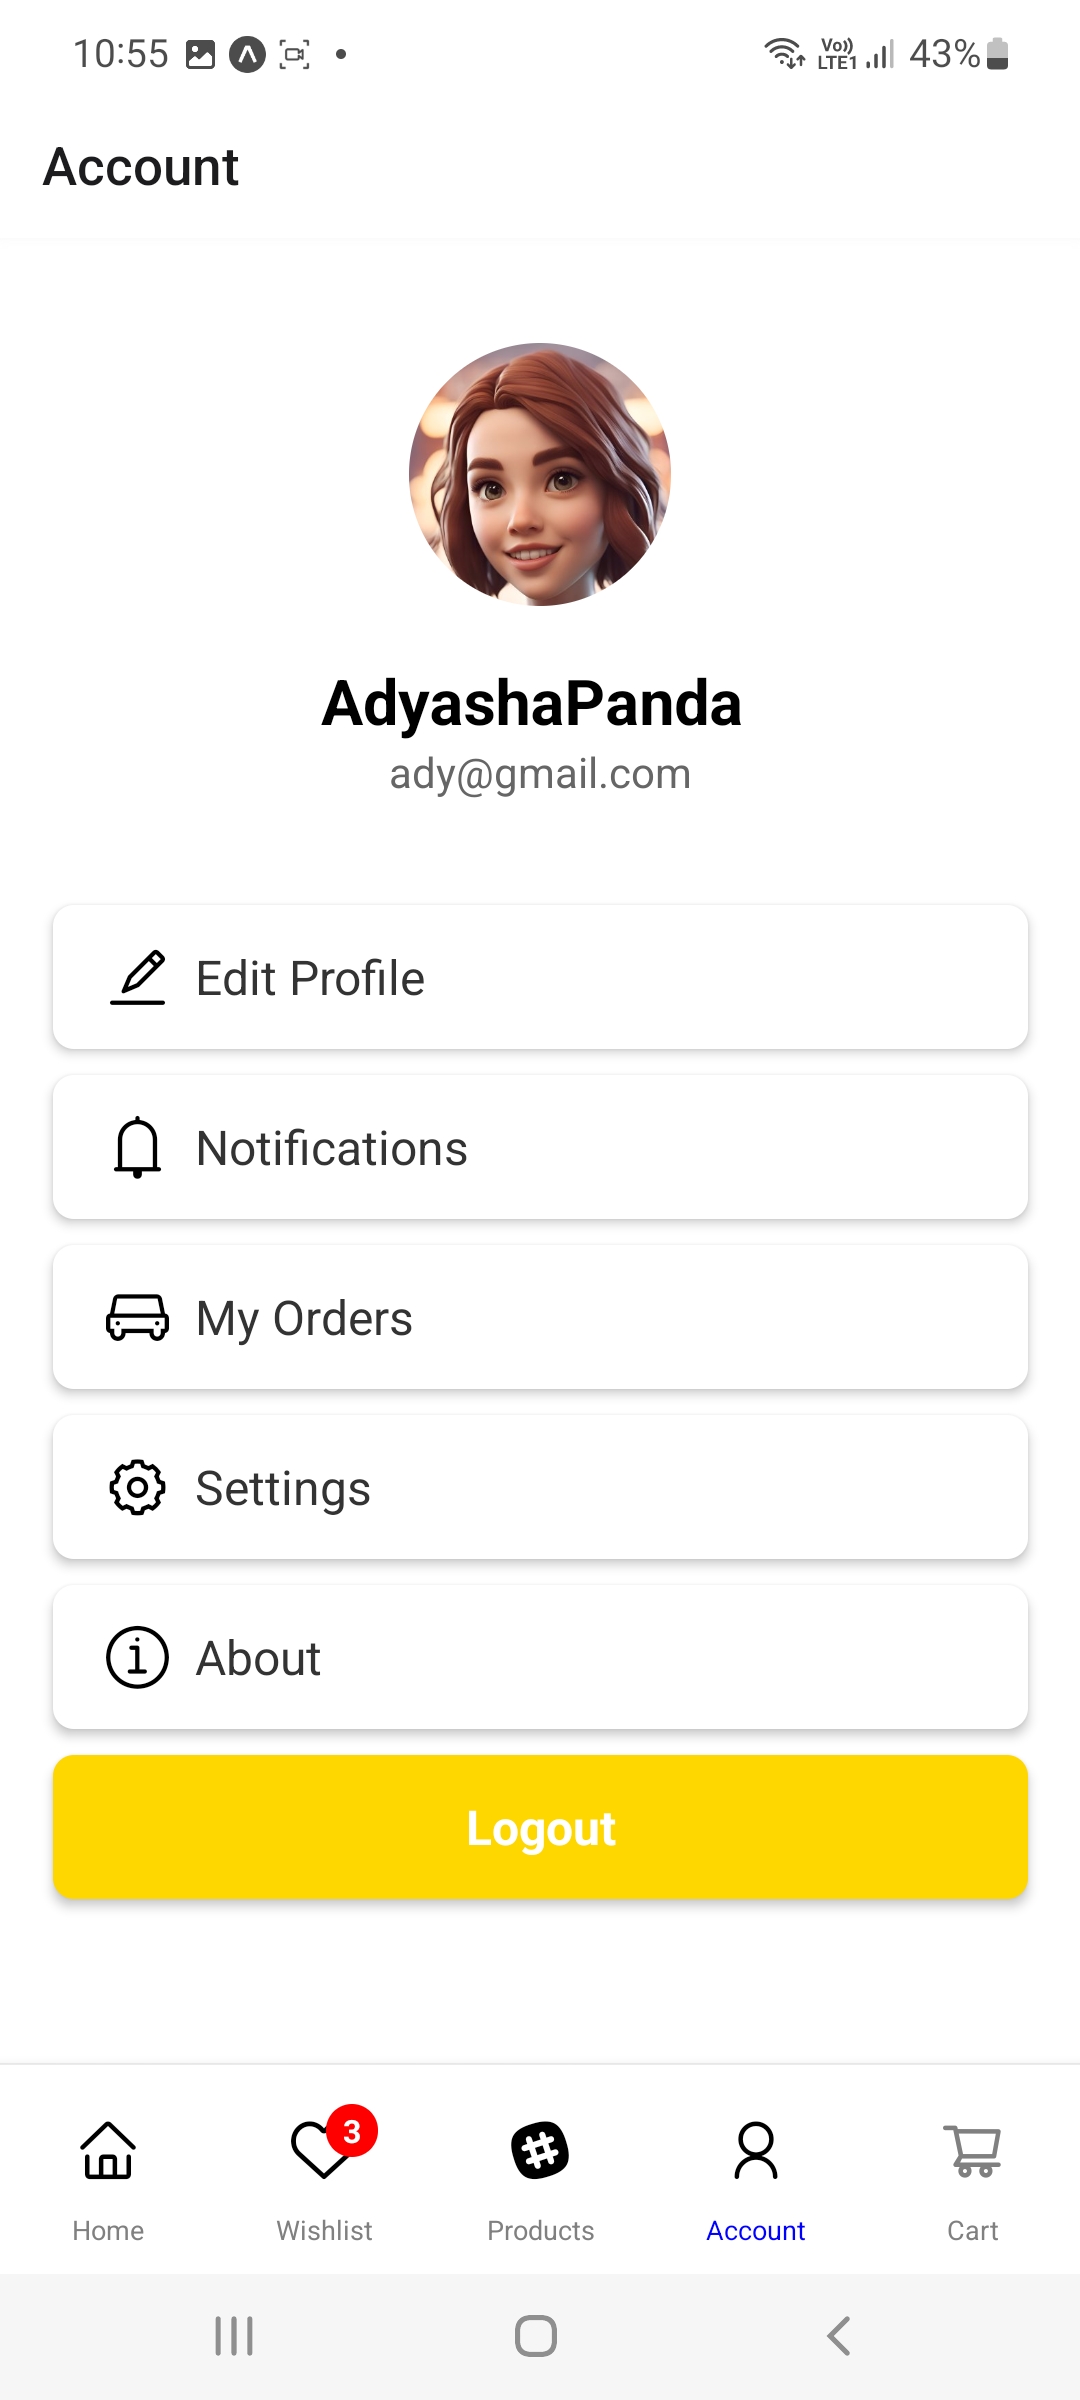 10:55 Vo)) LTE1 43%
Account
AdyashaPanda
ady@gmail.com
Edit Profile
Notifications
My Orders
Settings
About
Logout
3
Home Wishlist Products Account Cart